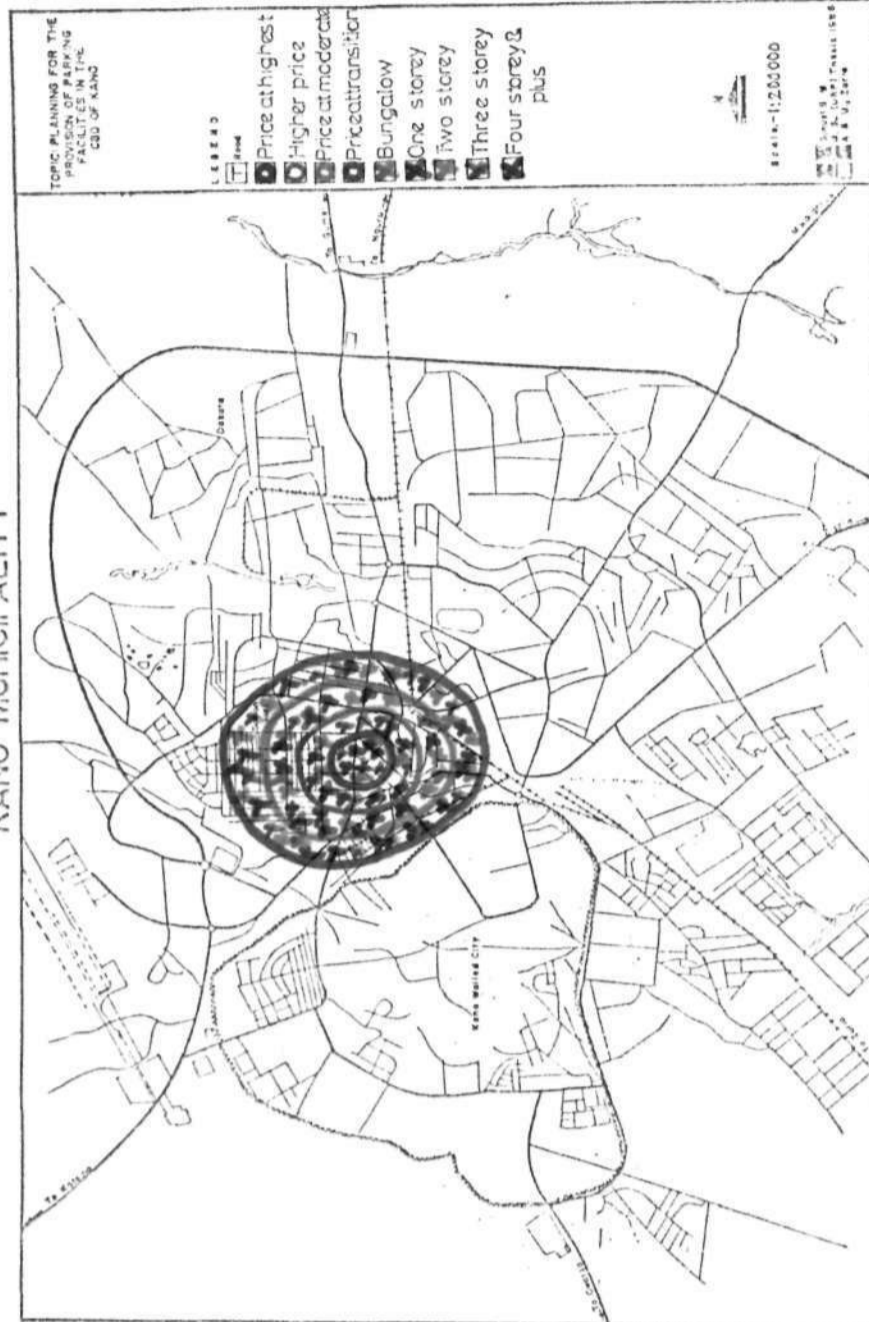 KANO MUNICIPALITY
TOPIC: PLANNING FOR THE
PROVISION OF PARKING
FACILITIES IN THE
CBD OF KANO
LEGEND
Road
Price at highest
Higher price
Price at moderate
Price at transition
Bungalow
One storey
Two storey
Three storey
Four storey &
plus
N
Scale:-1:200000
Dakata
Kano Walled City